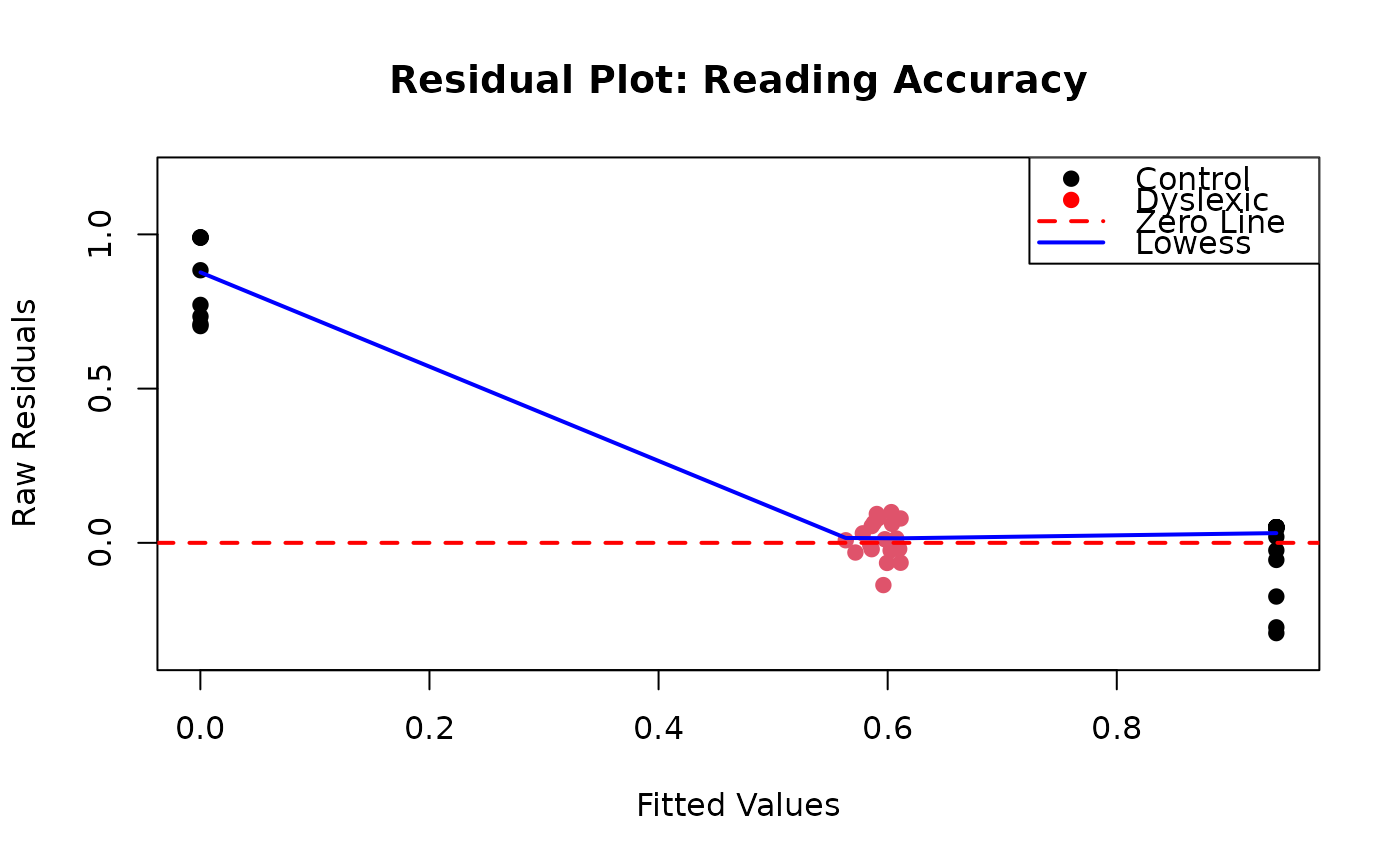 Residual Plot: Reading Accuracy
Control
Dyslexic
Zero Line
Lowess
Raw Residuals
1.0
0.5
0.0
0.0 0.2 0.4 0.6 0.8
Fitted Values